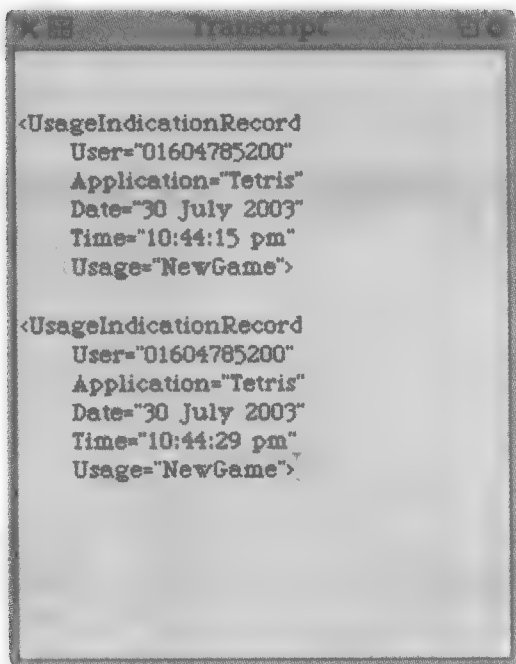 Transcript
<UsageIndicationRecord
User="01604785200"
Application="Tetris"
Date="30 July 2003"
Time="10:44:15 pm"
Usage="NewGame">
<UsageIndicationRecord
User="01604785200"
Application="Tetris"
Date="30 July 2003"
Time="10:44:29 pm"
Usage="NewGame">